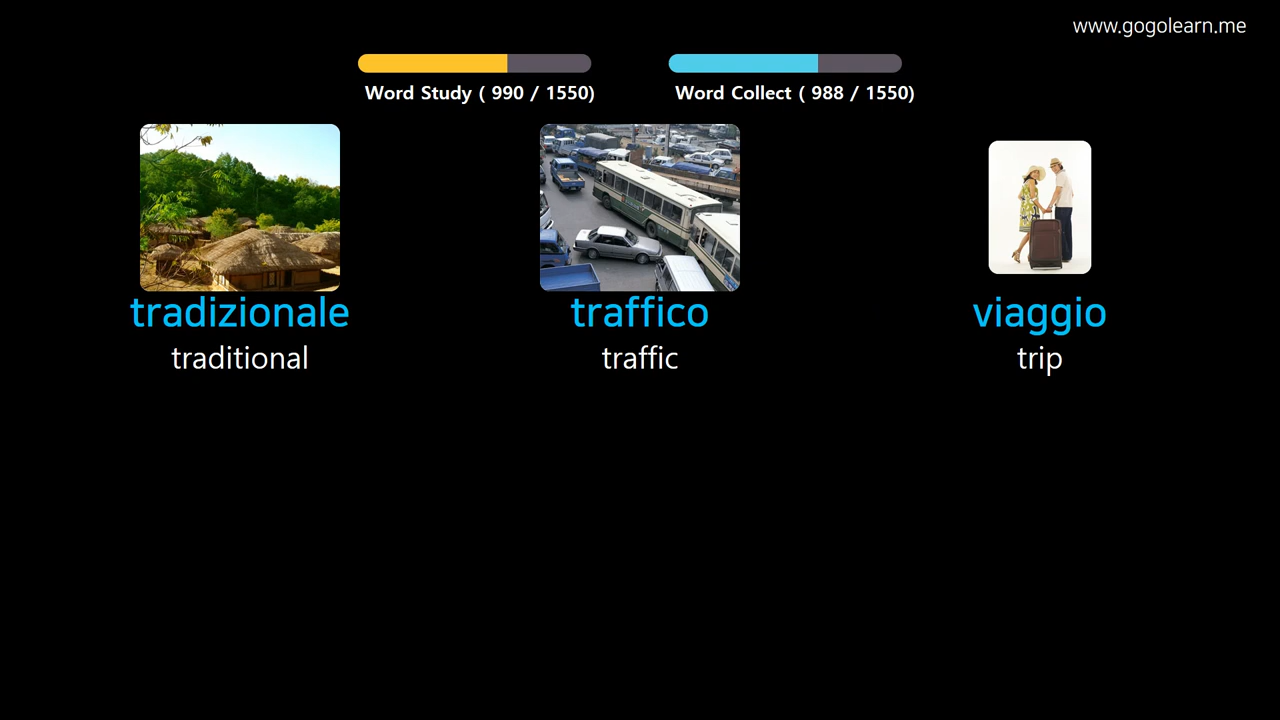 www.gogolearn.me
Word Study ( 990 / 1550)
Word Collect ( 988 / 1550)
tradizionale
traditional
traffico
traffic
viaggio
trip